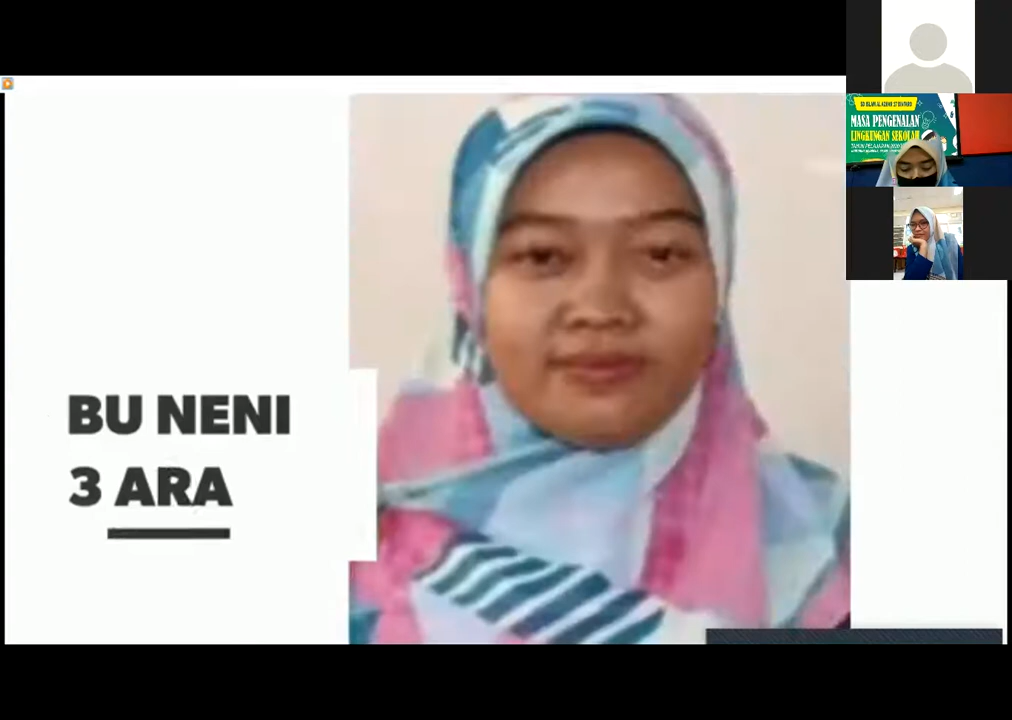 BU NENI
3 ARA
MASA PENGENALAN
LINGKUNGAN SEKOLAH